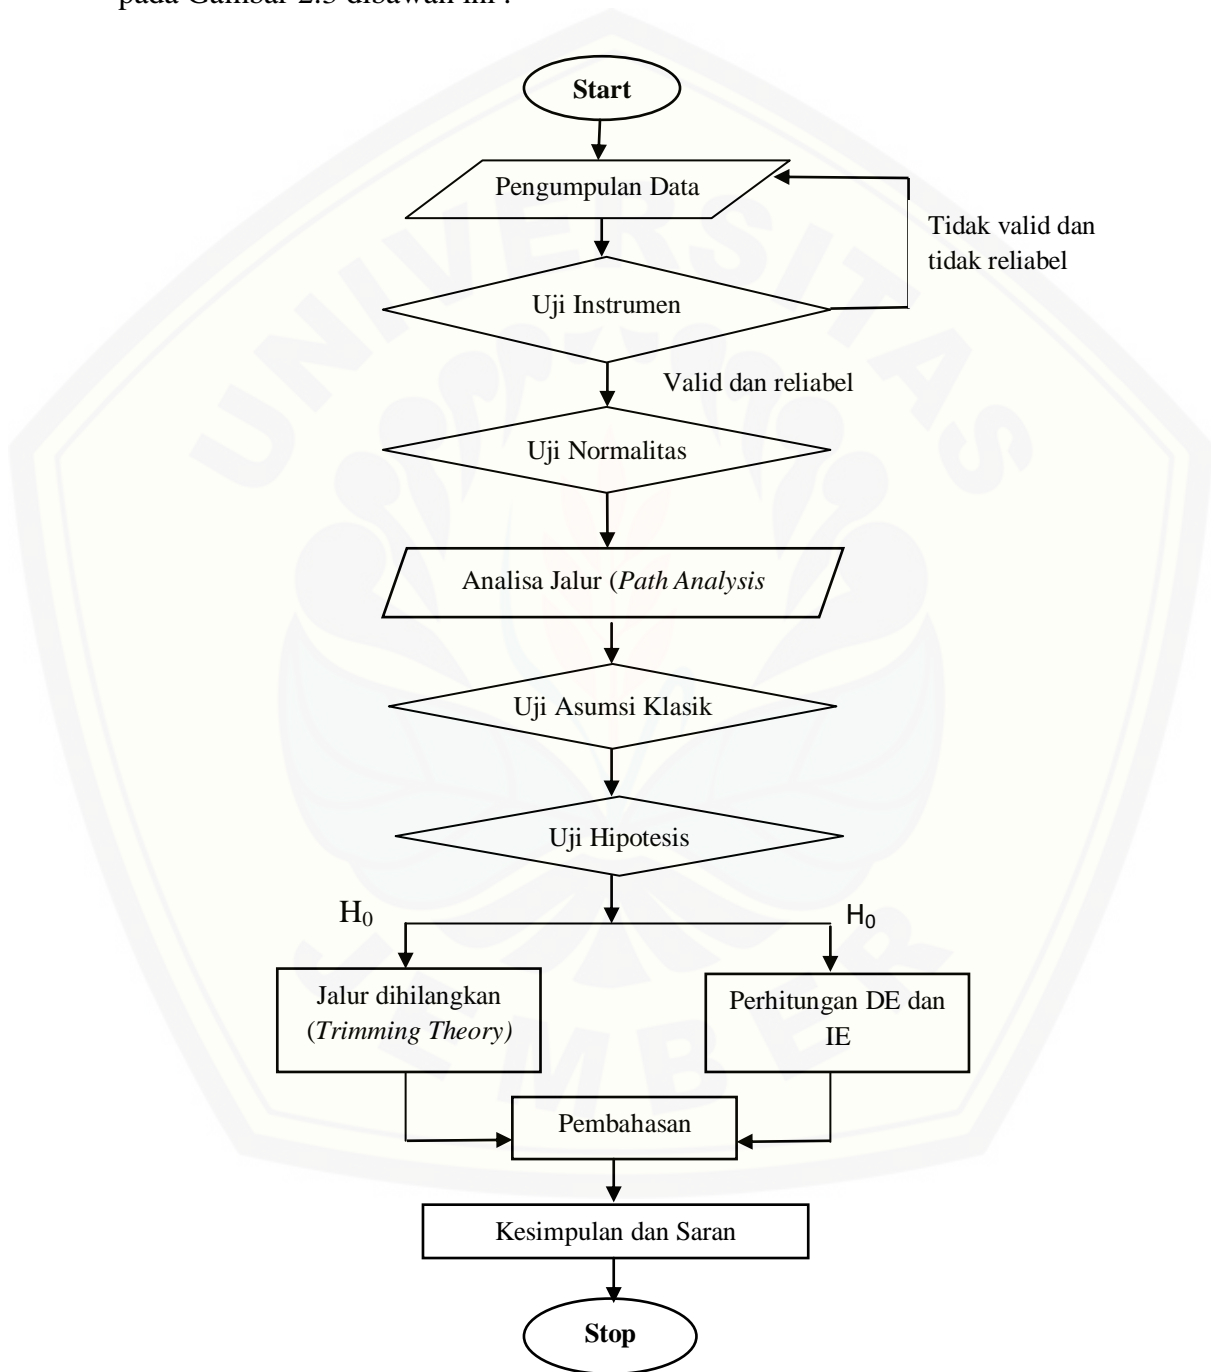 pada Gambar 2.3 dibawah ini :
Start
Pengumpulan Data
Tidak valid dan
tidak reliabel
Uji Instrumen
Valid dan reliabel
Uji Normalitas
Analisa Jalur (Path Analysis
Uji Asumsi Klasik
Uji Hipotesis
H₀
H₀
Jalur dihilangkan
(Trimming Theory)
Perhitungan DE dan
IE
Pembahasan
Kesimpulan dan Saran
Stop
UNIVERSITAS
JEMBER